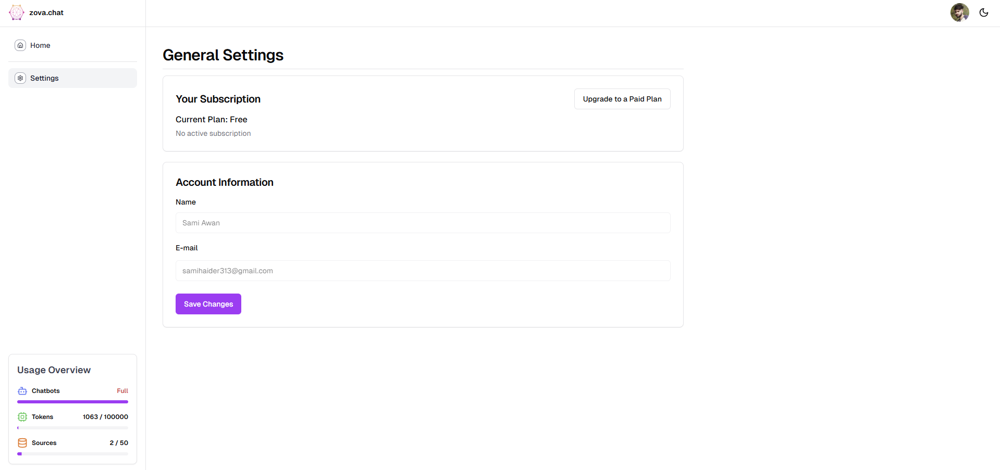 zova.chat
Home
Settings
General Settings
Your Subscription
Upgrade to a Paid Plan
Current Plan: Free
No active subscription
Account Information
Name
Sami Awan
E-mail
samihaider313@gmail.com
Save Changes
Usage Overview
Chatbots Full
Tokens 1063 / 100000
Sources 2 / 50